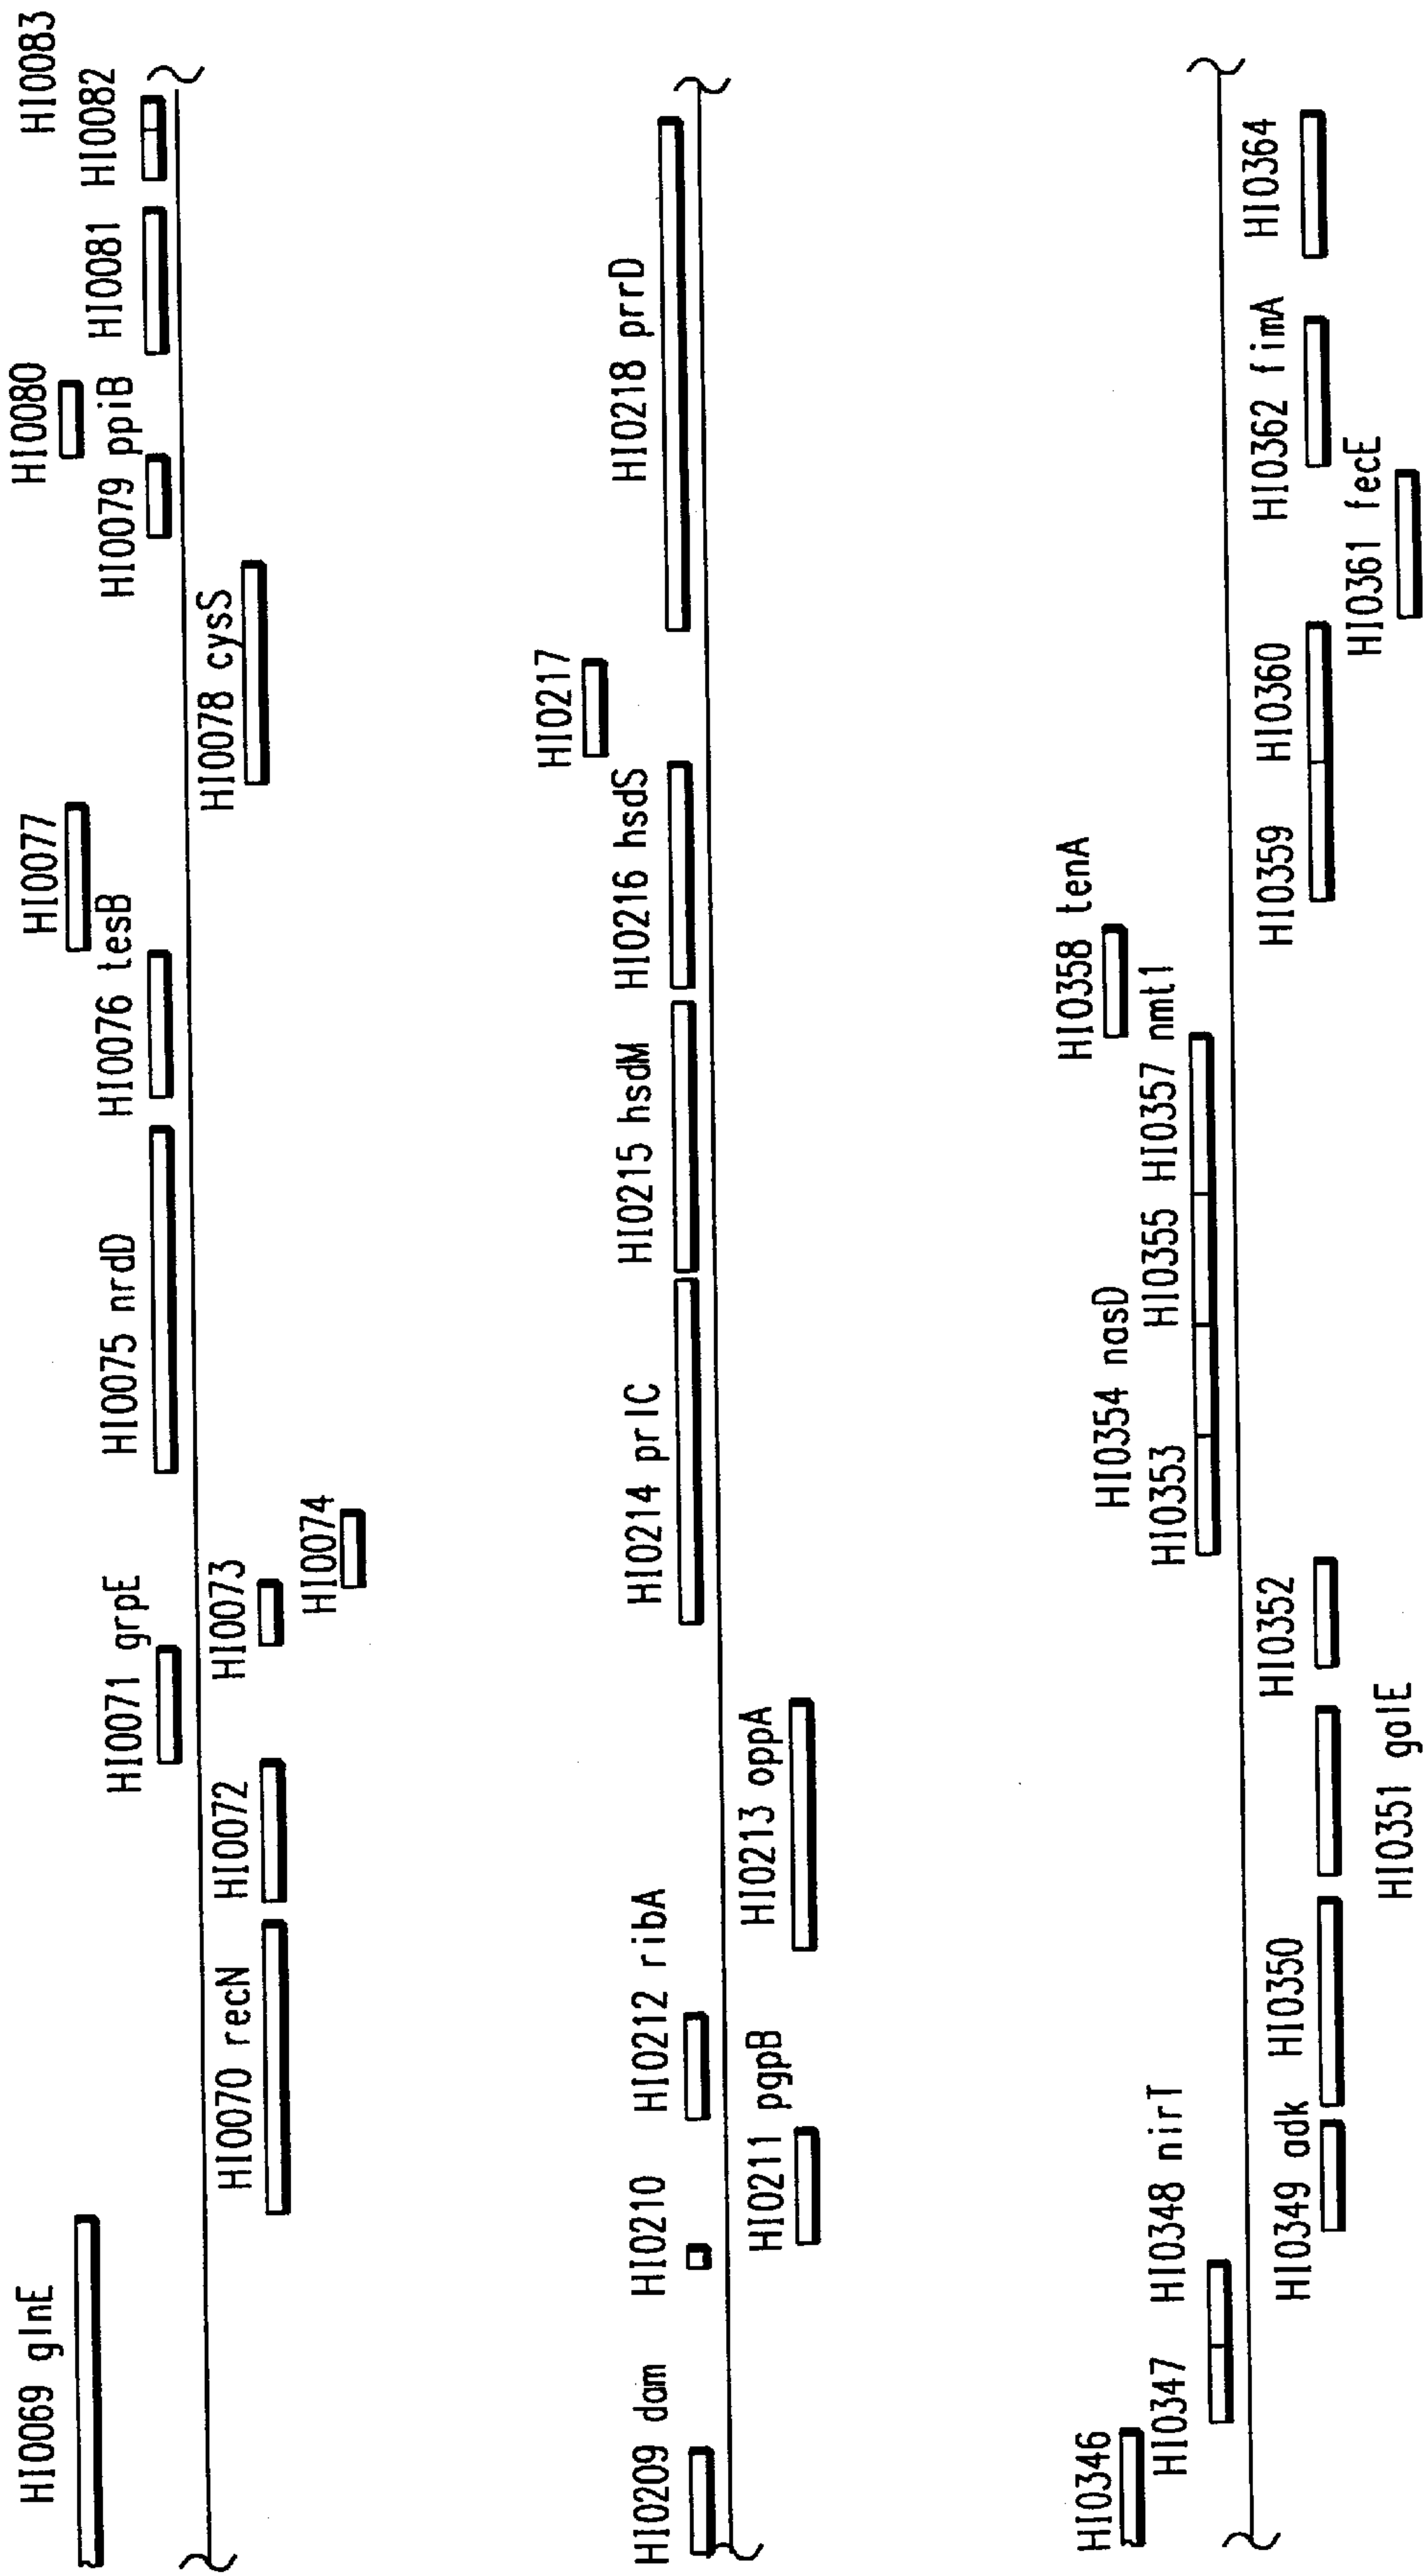 HI0069 glnE
HI0070 recN
HI0071 grpE
HI0072
HI0073
HI0074
HI0075 nrdD
HI0076 tesB
HI0077
HI0078 cysS
HI0079 ppiB
HI0080
HI0081
HI0082
HI0083
HI0209 dam
HI0210
HI0211 pgpB
HI0212 ribA
HI0213 oppA
HI0214 prlC
HI0215 hsdM
HI0216 hsdS
HI0217
HI0218 prrD
HI0346
HI0347
HI0348 nirT
HI0349 adk
HI0350
HI0351 galE
HI0352
HI0353
HI0354 nasD
HI0355
HI0357 nmt1
HI0358 tenA
HI0359
HI0360
HI0361 fecE
HI0362 fimA
HI0364